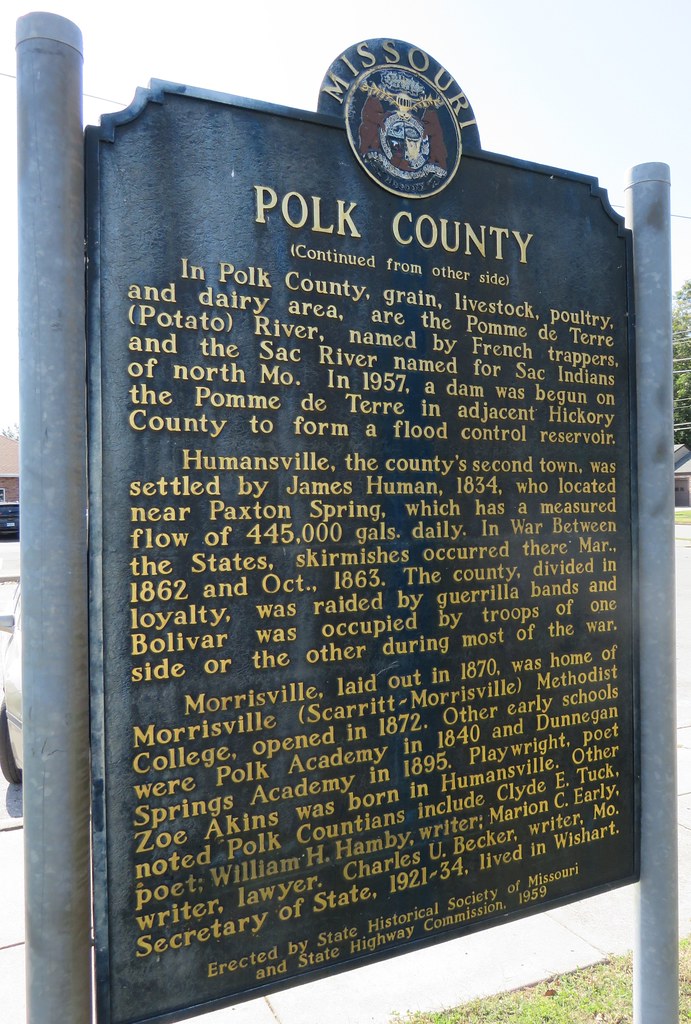 MISSOURI
POLK COUNTY
(Continued from other side)
In Polk County, grain, livestock, poultry,
and dairy area, are the Pomme de Terre
(Potato) River, named by French trappers,
and the Sac River named for Sac Indians
of north Mo. In 1957, a dam was begun on
the Pomme de Terre in adjacent Hickory
County to form a flood control reservoir.
Humansville, the county's second town, was
settled by James Human, 1834, who located
near Paxton Spring, which has a measured
flow of 445,000 gals. daily. In War Between
the States, skirmishes occurred there Mar.,
1862 and Oct., 1863. The county, divided in
loyalty, was raided by guerrilla bands and
Bolivar was occupied by troops of one
side or the other during most of the war.
Morrisville, laid out in 1870, was home of
Morrisville (Scarritt-Morrisville) Methodist
College, opened in 1872. Other early schools
were Polk Academy in 1840 and Dunnegan
Springs Academy in 1895. Playwright, poet
Zoe Akins was born in Humansville. Other
noted Polk Countians include Clyde E. Tuck,
poet; William H. Hamby, writer; Marion C. Early,
writer, lawyer. Charles U. Becker, writer, Mo.
Secretary of State, 1921-34, lived in Wishart.
Erected by State Historical Society of Missouri
and State Highway Commission, 1959